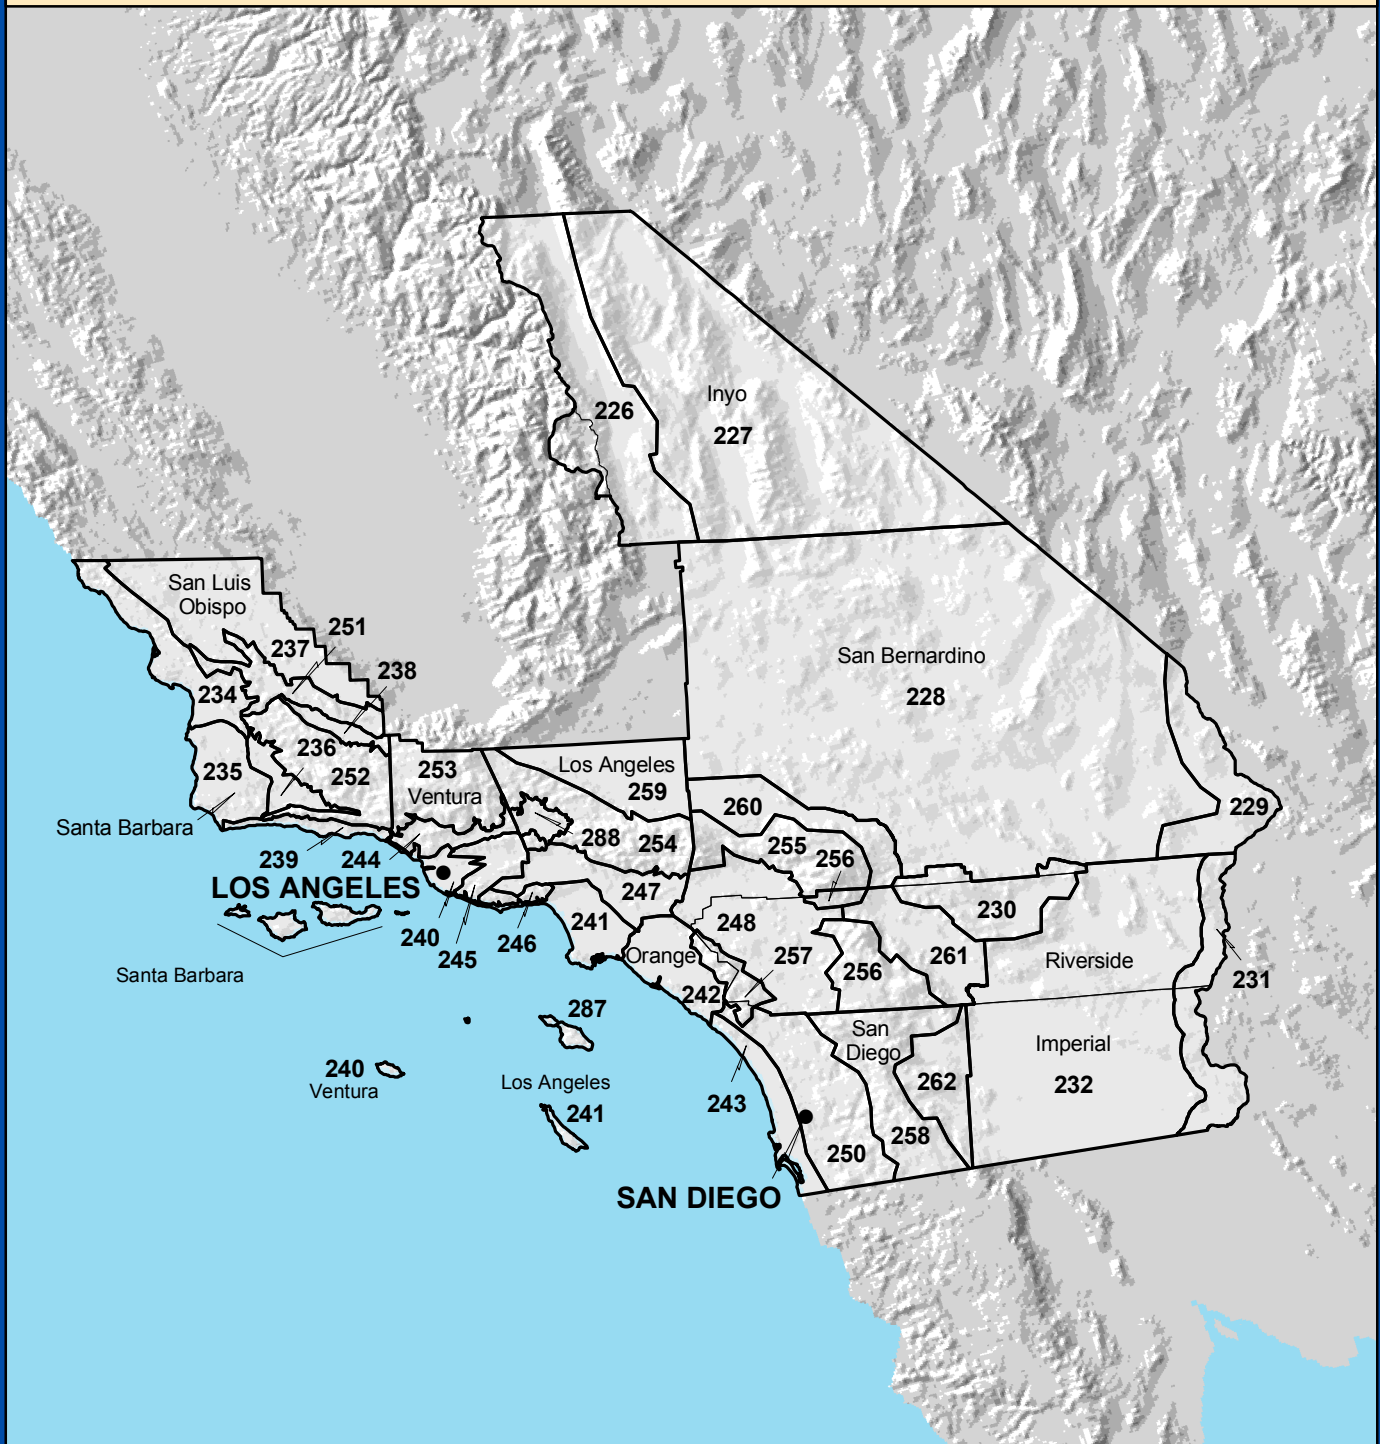 Inyo
226
227
San Luis
Obispo
251
237
238
234
San Bernardino
228
236
235
252
253
Ventura
Los Angeles
259
260
229
Santa Barbara
239
244
288
254
255
256
LOS ANGELES
247
240
245
246
241
248
230
Orange
257
256
261
Riverside
231
Santa Barbara
242
287
San
Diego
Imperial
240
Ventura
Los Angeles
241
243
262
232
258
250
SAN DIEGO